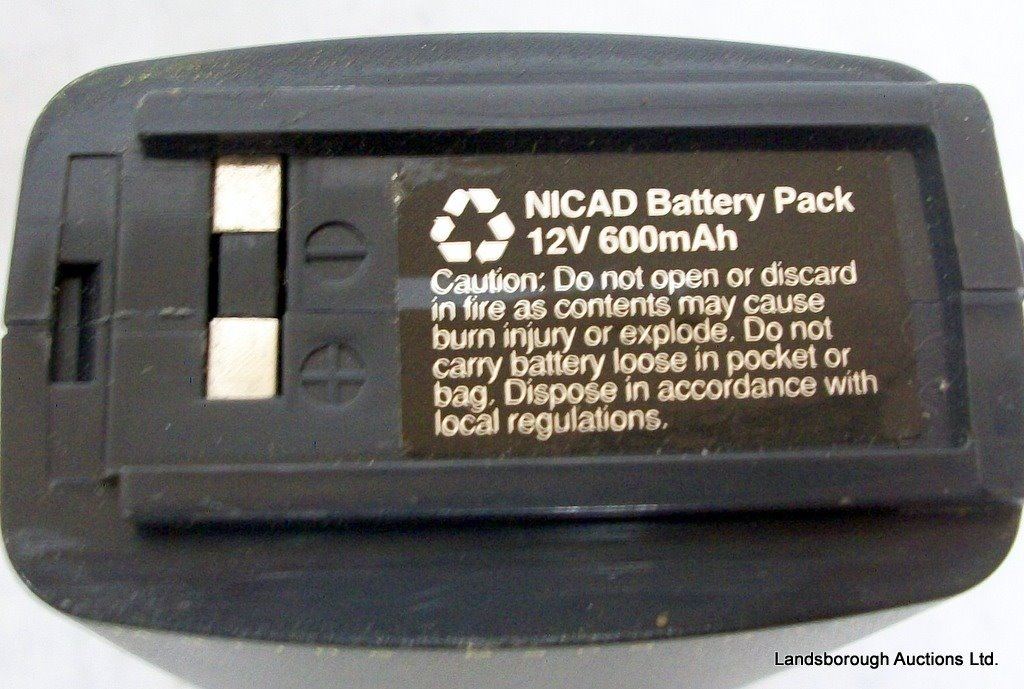 NICAD Battery Pack
12V 600mAh
Caution: Do not open or discard
in fire as contents may cause
burn injury or explode. Do not
carry battery loose in pocket or
bag. Dispose in accordance with
local regulations.
Landsborough Auctions Ltd.